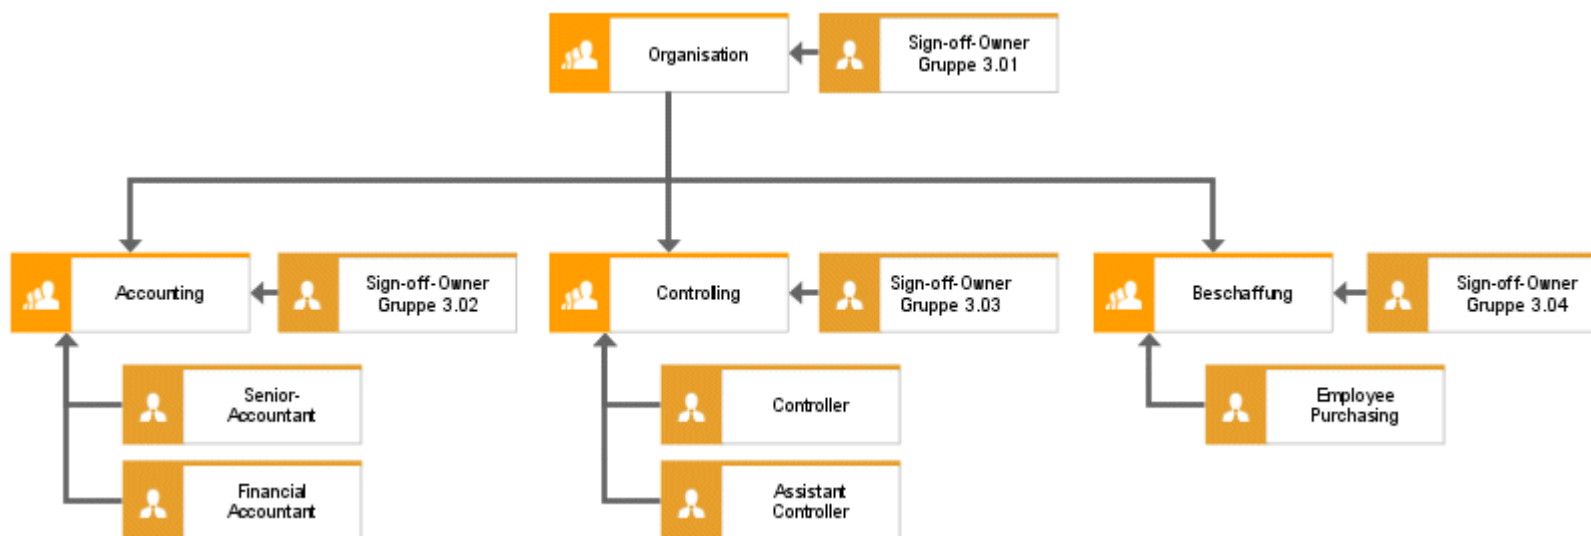 Organisation
Sign-off-Owner
Gruppe 3.01
Accounting
Sign-off-Owner
Gruppe 3.02
Controlling
Sign-off-Owner
Gruppe 3.03
Beschaffung
Sign-off-Owner
Gruppe 3.04
Senior-
Accountant
Controller
Employee
Purchasing
Financial
Accountant
Assistant
Controller